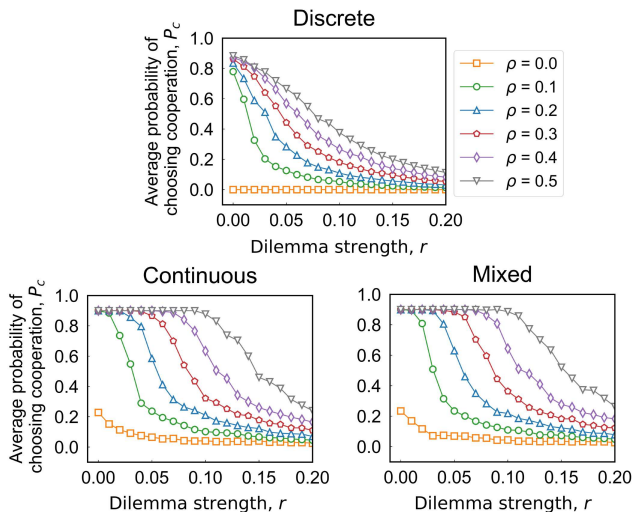 Discrete
Average probability of
choosing cooperation, P_c
1.0
0.8
0.6
0.4
0.2
0.0
0.00 0.05 0.10 0.15 0.20
Dilemma strength, r
ρ = 0.0
ρ = 0.1
ρ = 0.2
ρ = 0.3
ρ = 0.4
ρ = 0.5
Continuous
Average probability of
choosing cooperation, P_c
1.0
0.8
0.6
0.4
0.2
0.0
0.00 0.05 0.10 0.15 0.20
Dilemma strength, r
Mixed
1.0
0.8
0.6
0.4
0.2
0.0
0.00 0.05 0.10 0.15 0.20
Dilemma strength, r